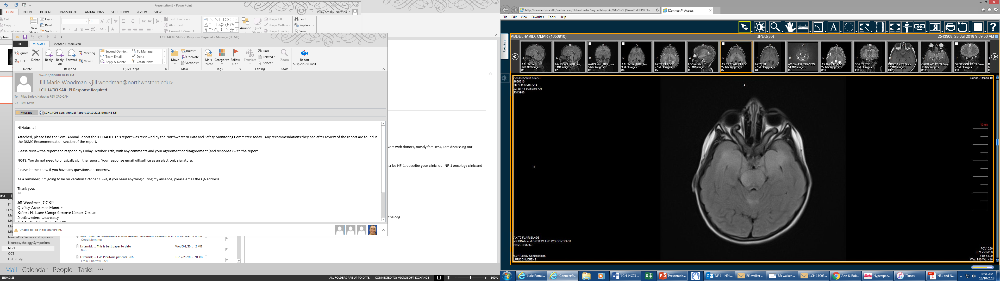 Presentation1 - PowerPoint
HOME INSERT DESIGN TRANSITIONS ANIMATIONS SLIDE SHOW REVIEW VIEW
Pillay Smiley, Natasha
Cut
Copy
Format Painter
lipboard
New
Slide
Layout
Reset
Section
18
Text Direction
Align Text
Convert to SmartArt
Arrange
Quick
Styles
Shape Fill
Shape Outline
Shape Effects
Find
Replace
Select
LCH 14C03 SAR- PI Response Required - Message (HTML)
FILE MESSAGE McAfee E-mail Scan
Ignore
Junk
Delete
Delete
Reply
Reply
All
Forward
Meeting
More
Respond
Second Opinio...
Team Email
Reply & Delete
To Manager
Done
Create New
Quick Steps
Move
Rules
OneNote
Actions
Move
Mark
Unread
Categorize
Follow
Up
Tags
Translate
Find
Related
Select
Editing
Zoom
Zoom
Report
Suspicious Email
Wed 10/10/2018 10:49 AM
Jill Marie Woodman <jill.woodman@northwestern.edu>
LCH 14C03 SAR- PI Response Required
To Pillay Smiley, Natasha; FSM CRO QAM
Cc Ritt, Kevin
Message LCH 14C03 Semi Annual Report 10.10.2018.docx (43 KB)
Hi Natasha!
Attached, please find the Semi-Annual Report for LCH 14C03. This report was reviewed by the Northwestern Data and Safety Monitoring Committee today. Any recommendations they had after review of the report are found in
the DSMC Recommendation section of the report.
Please review the report and respond by Friday October 12th, with any comments and your agreement or disagreement (and response) with the report.
NOTE: You do not need to physically sign the report. Your response email will suffice as an electronic signature.
Please let me know if you have any questions or concerns.
As a reminder, I'm going to be on vacation October 15-24, if you need anything during my absence, please email the QA address.
Thank you,
Jill
Jill Woodman, CCRP
Quality Assurance Monitor
Robert H. Lurie Comprehensive Cancer Center
Northwestern University
Unable to log in to: SharePoint.
vors with donors, mostly families), I am discussing our
scribe NF-1, describe your clinic, our NF-1 oncology clinic and
ens.org
OF 2
IT
Lov
Ma
Ma
Mo
MR
Neuro-Onc Service 2nd opinions
Neuropsychology Symposium
NF-1
OCT
OPG study
Good Morning:
Listernick,... This is best paper to date Wed 3/1/20... 2 MB
Bob
Listernick,... FW: Plexiform patients 3-16 Tue 2/28/20... 91 KB
From: Charrow, Joel
Mail Calendar People Tasks ...
ITEMS: 28
ALL FOLDERS ARE UP TO DATE. CONNECTED TO: MICROSOFT EXCHANGE 100%
http://sv-merge-ica01/webaccess/Default.ashx?arg=aHifwy8AqWU2Fv5QNumRciOBP0d%2
iConnect® Access
File Edit View Favorites Tools Help
History
ABDELHAMID, OMAR (1656810)
JPEG(80)
2543908, 23-Jul-2018 9:59:56 AM
AAHScout
128 MR Images
#1
AAHScout_MPR_sag
5 MR Images
#2
AAHScout_MPR_cor
3 MR Images
#3
AAHScout_MPR_tra
3 MR Images
#4
AX T2 BLADE
27 MR Images
#5
LOC orbits
35 MR Images
#6
AX T2 FLAIR BLADE
27 MR Images
#7
AX T1 SE
27 MR Images
#8
AX DW-EPI_TRACEW
54 MR Images
#9
AX DW-EPI_ADC
27 MR Images
#10
COR T2 TSE
31 MR Images
#11
ORBIT AX T1 3mm
19 MR Images
#12
ORBIT AX T2 FS 3mm
19 MR Images
#13
ORBIT COR T2 FS 3mm
27 MR Images
#14
ABDELHAMID, OMAR
1656810
003Y M 08-Dec-14
23-Jul-18 09:59:56 AM
2543908
Series 7 Image 10
A
R
10 cm
AX T2 FLAIR BLADE
MR BRAIN and ORBIT W AND WO CONTRAST
SIEMCTL05359
6.0:1 Lossy Compression
LURIE CHILDRENS
FOV: 230
HFS 256x256
5 @ 4.629
WW: 940 WL: 440
Lurie Portal... iConnect®... LCH 14C03 ... Presentatio... NF-1 - NPil... RE: walker ... RE: walker ... LCH 14C03... Ann & Rob... Epic Hyperspac... iTunes NF1 and N...
10:54 AM
10/10/2018